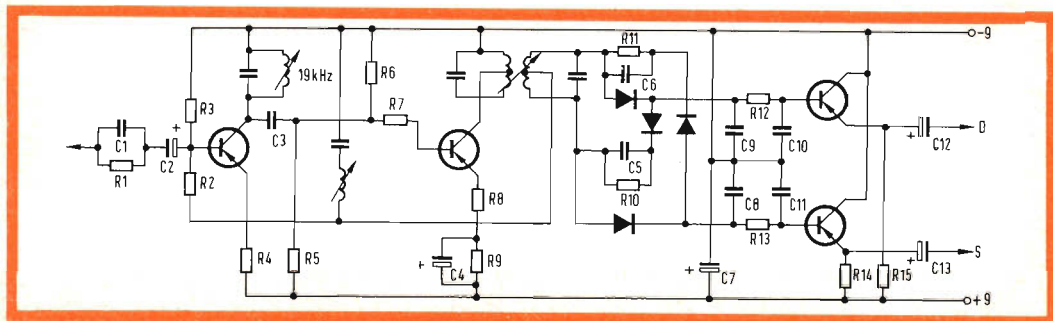 R11
-9
C6
R6
19kHz
R3
R7
R12
C1
C2
+
C3
C9
C10
+
D
C12
R1
R2
C5
R10
C8
C11
R8
R13
+
S
C13
R4
R5
+
C4
R9
+
C7
R14
R15
+9